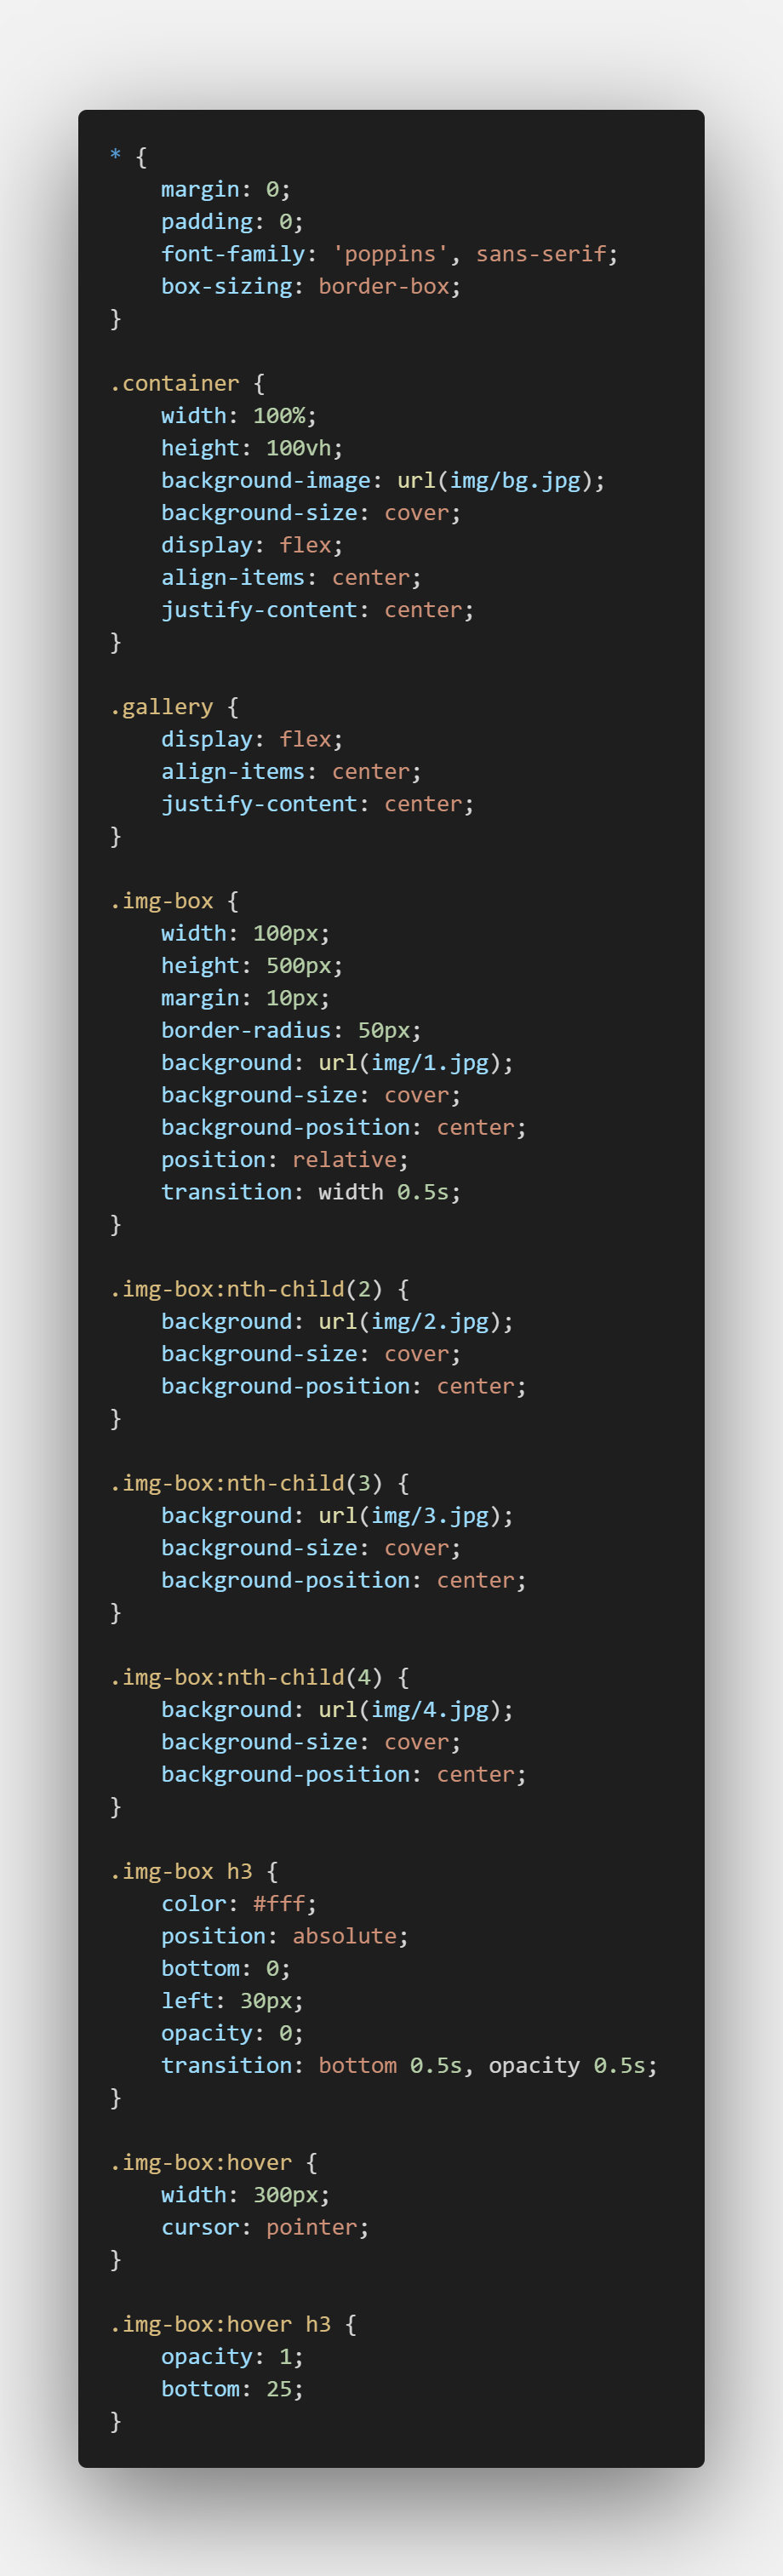 * {
    margin: 0;
    padding: 0;
    font-family: 'poppins', sans-serif;
    box-sizing: border-box;
}

.container {
    width: 100%;
    height: 100vh;
    background-image: url(img/bg.jpg);
    background-size: cover;
    display: flex;
    align-items: center;
    justify-content: center;
}

.gallery {
    display: flex;
    align-items: center;
    justify-content: center;
}

.img-box {
    width: 100px;
    height: 500px;
    margin: 10px;
    border-radius: 50px;
    background: url(img/1.jpg);
    background-size: cover;
    background-position: center;
    position: relative;
    transition: width 0.5s;
}

.img-box:nth-child(2) {
    background: url(img/2.jpg);
    background-size: cover;
    background-position: center;
}

.img-box:nth-child(3) {
    background: url(img/3.jpg);
    background-size: cover;
    background-position: center;
}

.img-box:nth-child(4) {
    background: url(img/4.jpg);
    background-size: cover;
    background-position: center;
}

.img-box h3 {
    color: #fff;
    position: absolute;
    bottom: 0;
    left: 30px;
    opacity: 0;
    transition: bottom 0.5s, opacity 0.5s;
}

.img-box:hover {
    width: 300px;
    cursor: pointer;
}

.img-box:hover h3 {
    opacity: 1;
    bottom: 25;
}